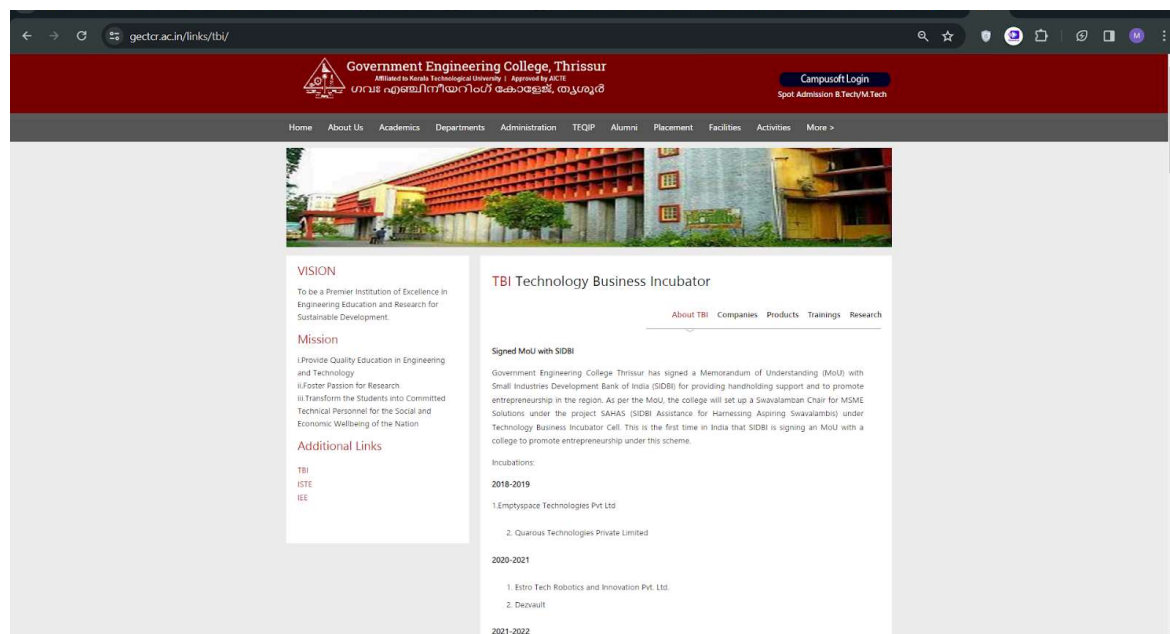 gectcr.ac.in/links/tbi/
M
Government Engineering College, Thrissur
Affiliated to Kerala Technological University | Approved by AICTE
ഗവഃ എഞ്ചിനീയറിംഗ് കോളേജ്, തൃശൂർ
Campusoft Login
Spot Admission B.Tech/M.Tech
Home About Us Academics Departments Administration TEQIP Alumni Placement Facilities Activities More >
VISION
To be a Premier Institution of Excellence in
Engineering Education and Research for
Sustainable Development.
Mission
i.Provide Quality Education in Engineering
and Technology
ii.Foster Passion for Research
iii.Transform the Students into Committed
Technical Personnel for the Social and
Economic Wellbeing of the Nation
Additional Links
TBI
ISTE
IEE
TBI Technology Business Incubator
About TBI Companies Products Trainings Research
Signed MoU with SIDBI
Government Engineering College Thrissur has signed a Memorandum of Understanding (MoU) with
Small Industries Development Bank of India (SIDBI) for providing handholding support and to promote
entrepreneurship in the region. As per the MoU, the college will set up a Swavalamban Chair for MSME
Solutions under the project SAHAS (SIDBI Assistance for Harnessing Aspiring Swavalambis) under
Technology Business Incubator Cell. This is the first time in India that SIDBI is signing an MoU with a
college to promote entrepreneurship under this scheme.
Incubations:
2018-2019
1.Emptyspace Technologies Pvt Ltd
2. Quarous Technologies Private Limited
2020-2021
1. Estro Tech Robotics and Innovation Pvt. Ltd.
2. Dezvault
2021-2022